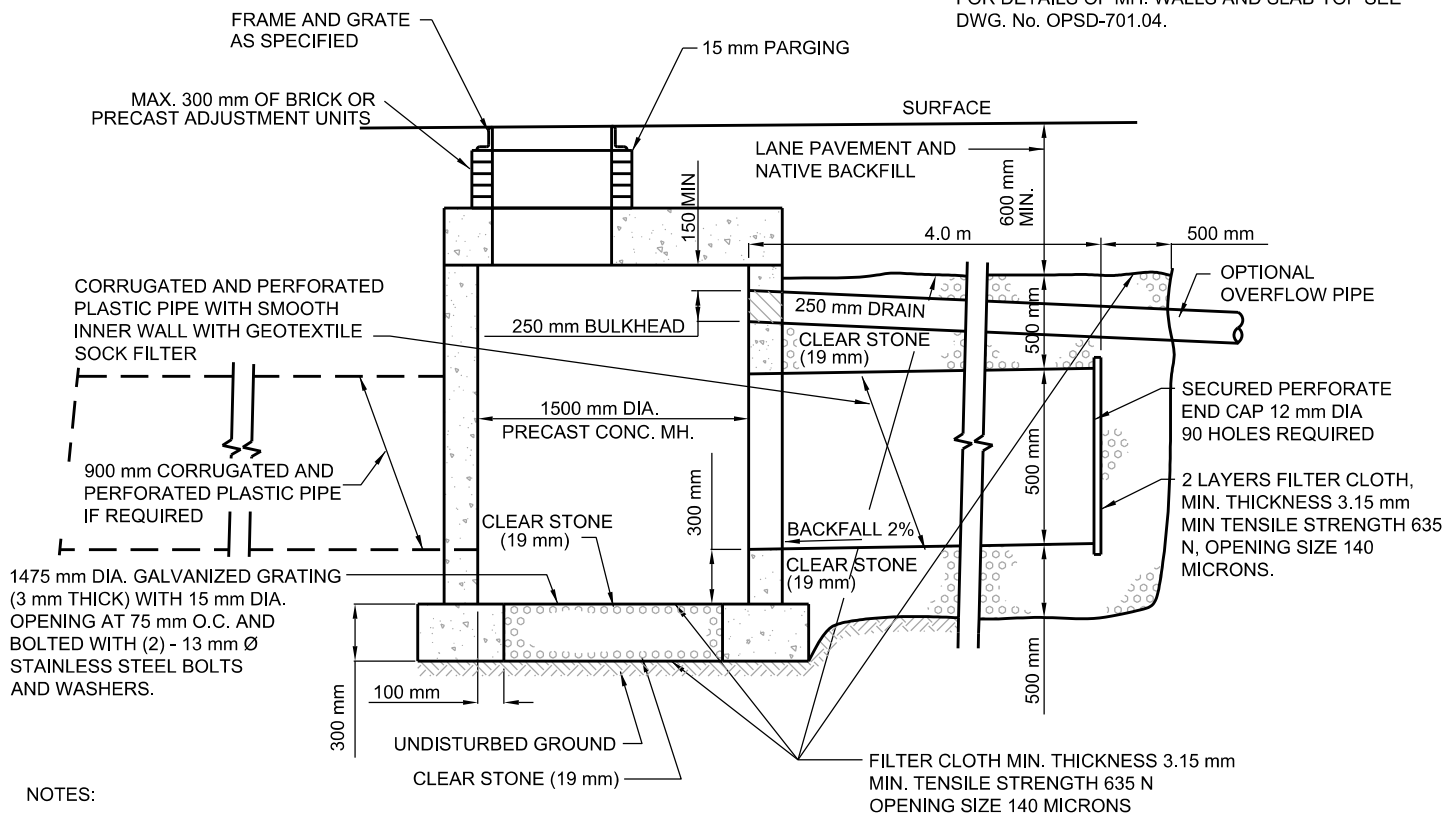 FOR DETAILS OF MH. WALLS AND SLAB TOP SEE
DWG. No. OPSD-701.04.
FRAME AND GRATE
AS SPECIFIED
15 mm PARGING
MAX. 300 mm OF BRICK OR
PRECAST ADJUSTMENT UNITS
SURFACE
LANE PAVEMENT AND
NATIVE BACKFILL
600 mm
MIN.
150 MIN
4.0 m
500 mm
OPTIONAL
OVERFLOW PIPE
CORRUGATED AND PERFORATED
PLASTIC PIPE WITH SMOOTH
INNER WALL WITH GEOTEXTILE
SOCK FILTER
250 mm DRAIN
250 mm BULKHEAD
CLEAR STONE
(19 mm)
500 mm
SECURED PERFORATE
END CAP 12 mm DIA
90 HOLES REQUIRED
1500 mm DIA.
PRECAST CONC. MH.
500 mm
900 mm CORRUGATED AND
PERFORATED PLASTIC PIPE
IF REQUIRED
2 LAYERS FILTER CLOTH,
MIN. THICKNESS 3.15 mm
MIN TENSILE STRENGTH 635
N, OPENING SIZE 140
MICRONS.
CLEAR STONE
(19 mm)
300 mm
BACKFALL 2%
CLEAR STONE
(19 mm)
1475 mm DIA. GALVANIZED GRATING
(3 mm THICK) WITH 15 mm DIA.
OPENING AT 75 mm O.C. AND
BOLTED WITH (2) - 13 mm Ø
STAINLESS STEEL BOLTS
AND WASHERS.
300 mm
100 mm
500 mm
UNDISTURBED GROUND
CLEAR STONE (19 mm)
FILTER CLOTH MIN. THICKNESS 3.15 mm
MIN. TENSILE STRENGTH 635 N
OPENING SIZE 140 MICRONS
NOTES: